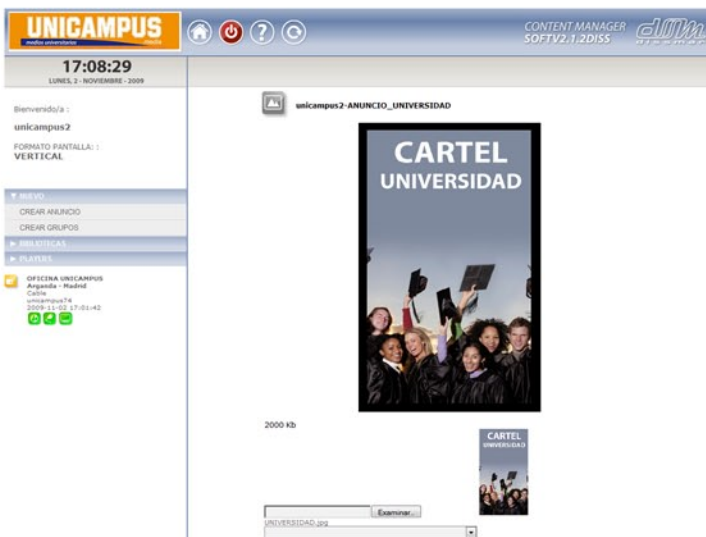 UNICAMPUS
medios universitarios
.media
CONTENT MANAGER
SOFTV2.1.2DISS
17:08:29
LUNES, 2 - NOVIEMBRE - 2009
Bienvenido/a :
unicampus2
FORMATO PANTALLA: :
VERTICAL
NUEVO
CREAR ANUNCIO
CREAR GRUPOS
BIBLIOTECAS
PLAYERS
OFICINA UNICAMPUS
Arganda - Madrid
Cable
unicampus74
2009-11-02 17:01:42
unicampus2-ANUNCIO_UNIVERSIDAD
CARTEL
UNIVERSIDAD
2000 Kb
CARTEL
UNIVERSIDAD
Examinar..
UNIVERSIDAD.jpg